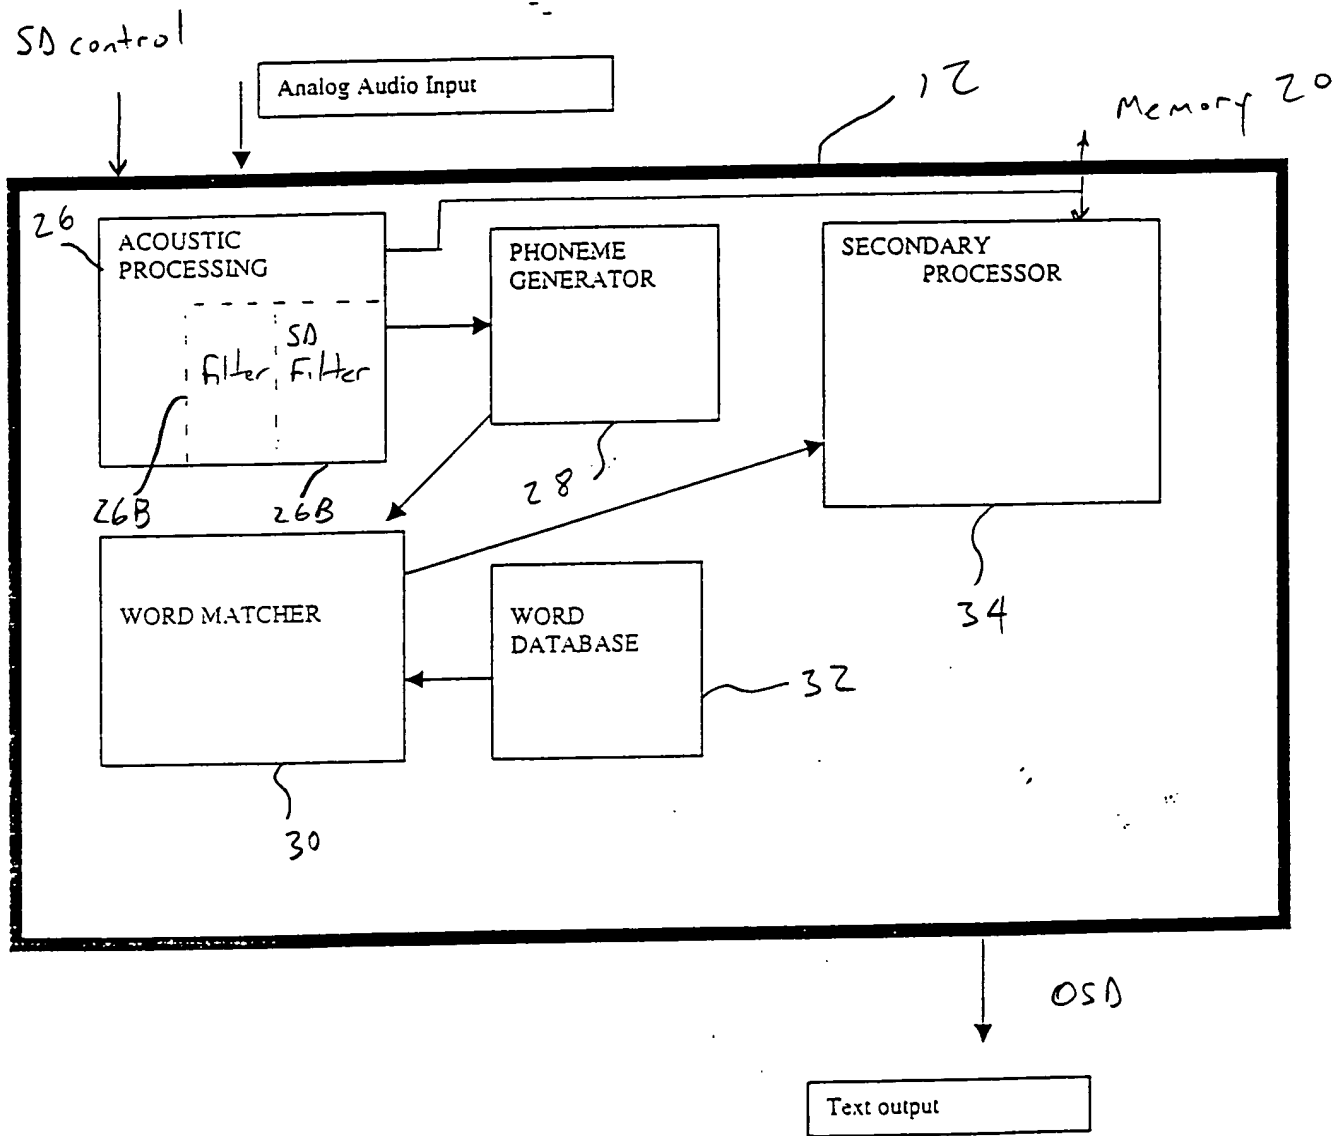 SD control
Analog Audio Input
12
Memory 20
26
ACOUSTIC
PROCESSING
PHONEME
GENERATOR
SECONDARY
PROCESSOR
SD
Filter
Filter
26B
26B
28
34
WORD MATCHER
WORD
DATABASE
32
30
OSD
Text output